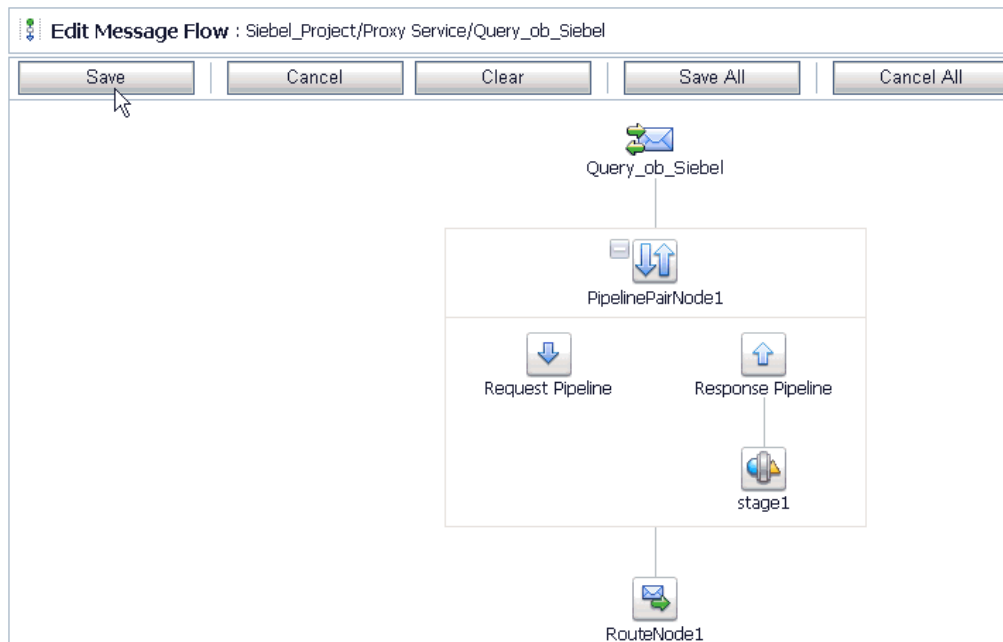 Edit Message Flow : Siebel_Project/Proxy Service/Query_ob_Siebel
Save Cancel Clear Save All Cancel All
Query_ob_Siebel
PipelinePairNode1
Request Pipeline Response Pipeline
stage1
RouteNode1